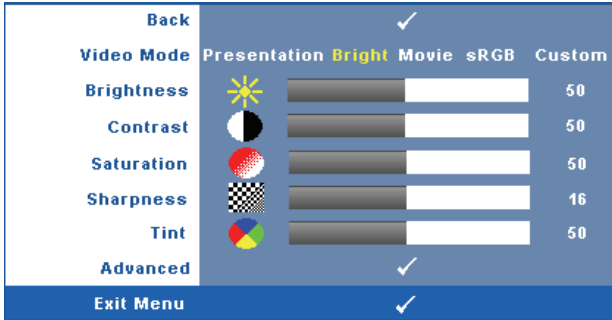 Back
Video Mode Presentation Bright Movie sRGB Custom
Brightness 50
Contrast 50
Saturation 50
Sharpness 16
Tint 50
Advanced
Exit Menu